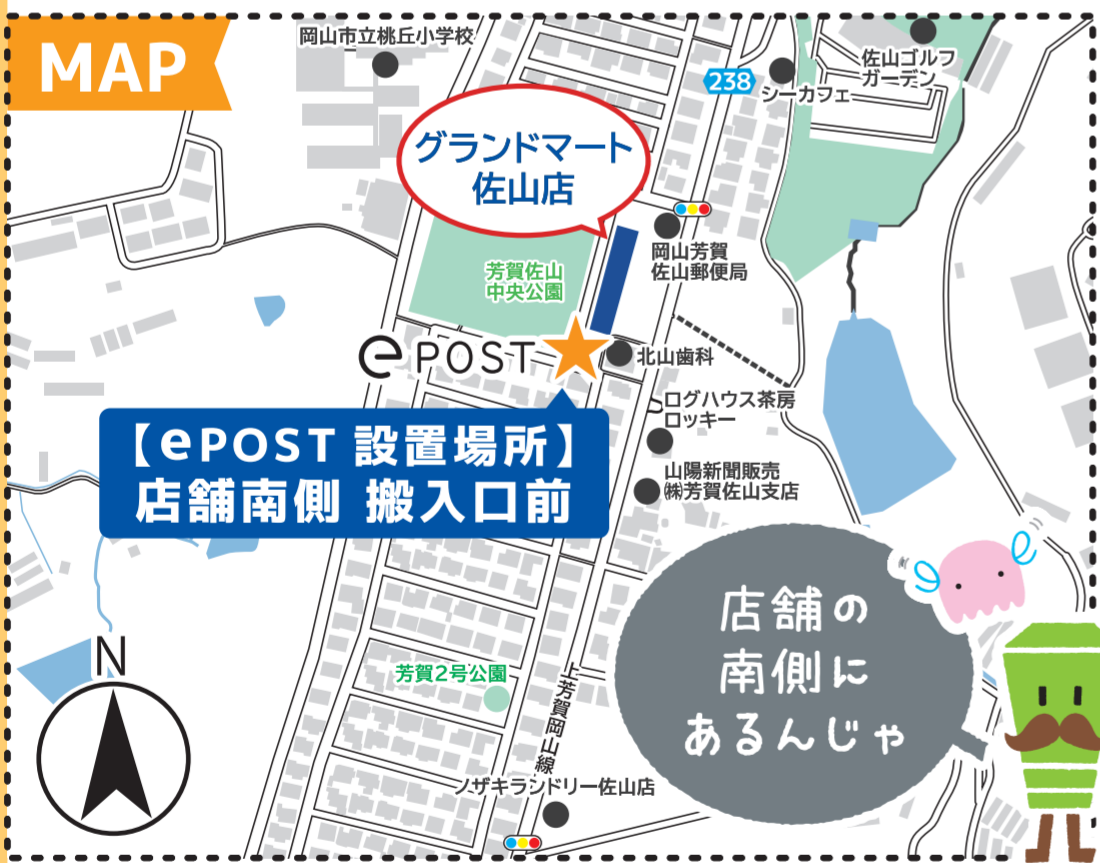 MAP
岡山市立桃丘小学校
238
シーカフェ
佐山ゴルフ
ガーデン
グランドマート
佐山店
岡山芳賀
佐山郵便局
芳賀佐山
中央公園
ePOST
北山歯科
ログハウス茶房
ロッキー
【ePOST 設置場所】
店舗南側 搬入口前
山陽新聞販売
㈱芳賀佐山支店
店舗の
南側に
あるんじゃ
N
芳賀2号公園
上芳賀岡山線
ノザキランドリー佐山店